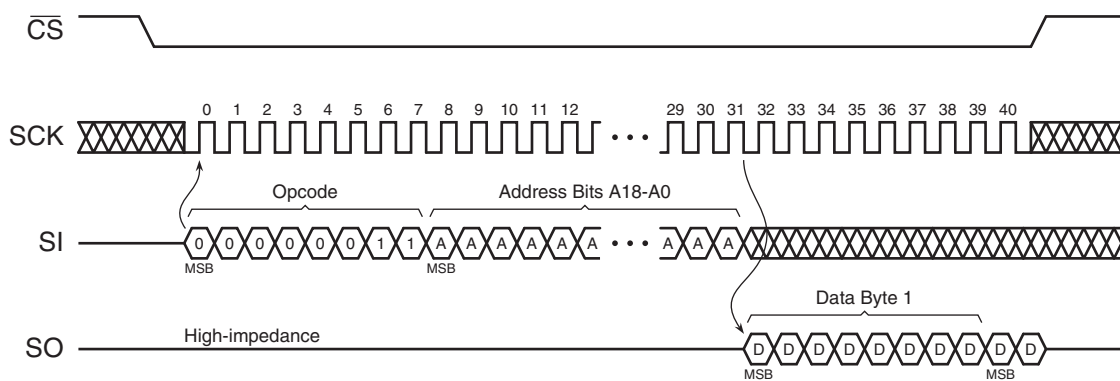 CS
0 1 2 3 4 5 6 7 8 9 10 11 12 29 30 31 32 33 34 35 36 37 38 39 40
SCK
Opcode Address Bits A18-A0
SI 0 0 0 0 0 0 1 1 A A A A A A A A A
MSB MSB
Data Byte 1
High-impedance
SO D D D D D D D D D D
MSB MSB